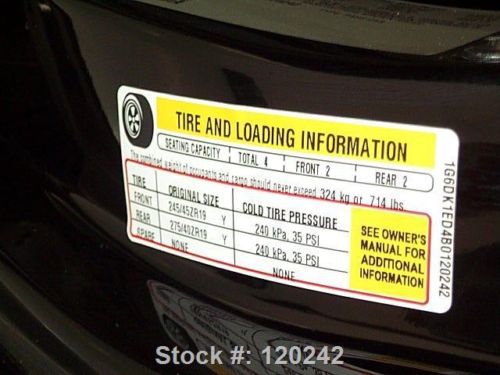 TIRE AND LOADING INFORMATION
SEATING CAPACITY TOTAL 4 FRONT 2 REAR 2
The combined weight of occupants and cargo should never exceed 324 kg or 714 lbs.
TIRE ORIGINAL SIZE COLD TIRE PRESSURE
FRONT 245/45ZR19 Y 240 kPa, 35 PSI
REAR 275/40ZR19 Y 240 kPa, 35 PSI
SPARE NONE NONE
SEE OWNER'S
MANUAL FOR
ADDITIONAL
INFORMATION
1G6DK1ED4B0120242
Stock #: 120242